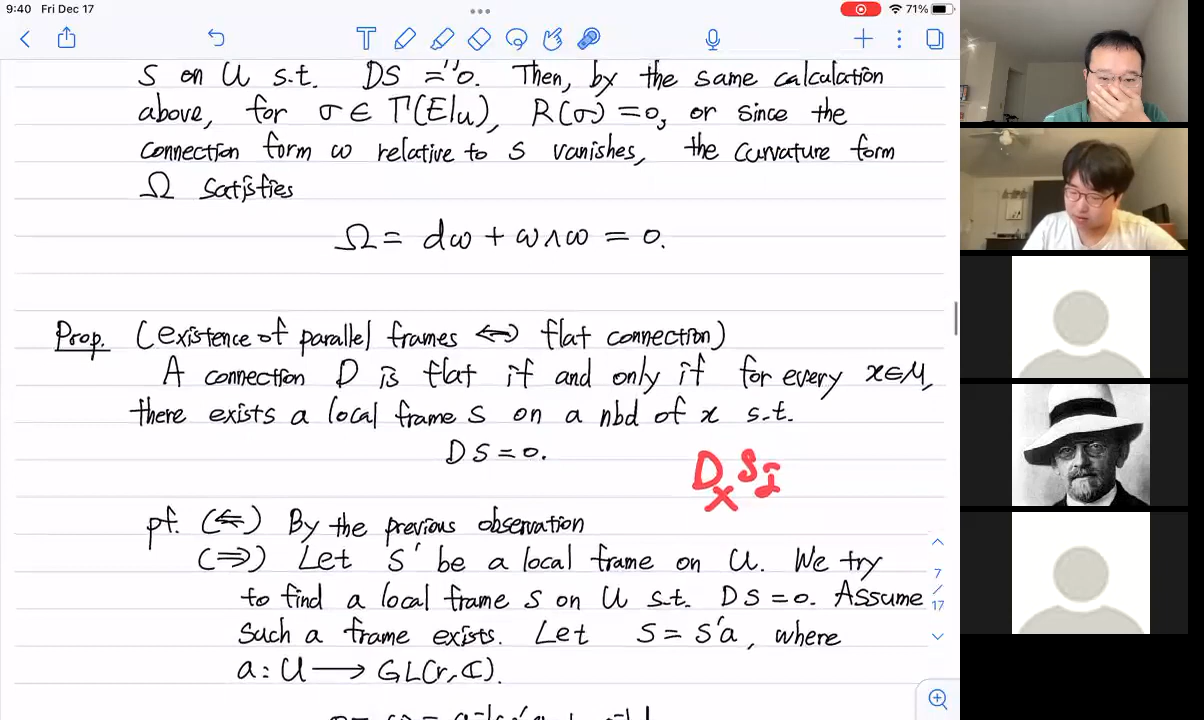 9:40 Fri Dec 17
71%
S on U s.t. DS = 0. Then, by the same calculation
above, for σ ∈ Γ(E|u), R(σ) = 0, or since the
connection form ω relative to s vanishes, the curvature form
Ω satisfies
Ω = dω + ω∧ω = 0.
Prop. (existence of parallel frames ↔ flat connection)
A connection D is flat if and only if for every x∈M,
there exists a local frame s on a nbd of x s.t.
DS = 0.
D_X S_i
pf. (⇐) By the previous observation
(⇒) Let S' be a local frame on U. We try
to find a local frame s on U s.t. DS = 0. Assume
such a frame exists. Let S = S'a, where
a : U ⟶ GL(r, ℂ).
7
/
17